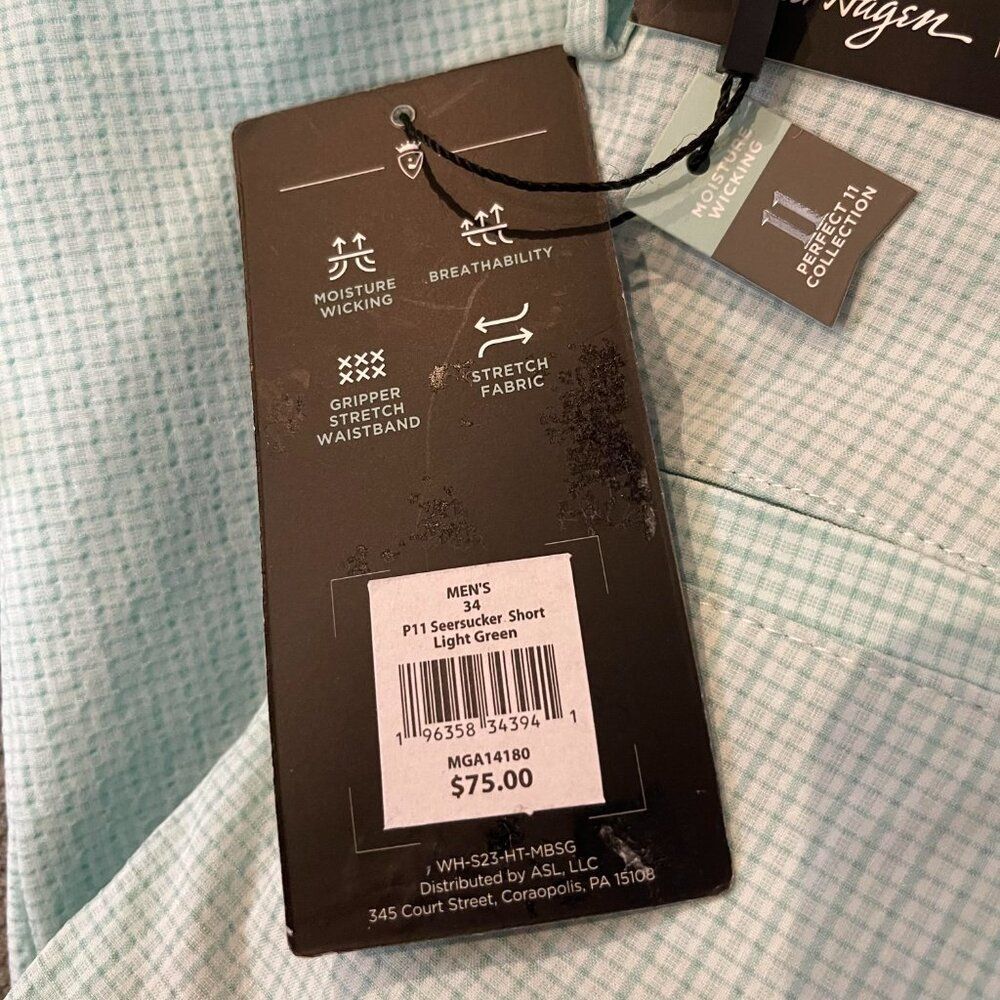 Hagen
MOISTURE
WICKING
11
PERFECT 11
COLLECTION
MOISTURE
WICKING
BREATHABILITY
GRIPPER
STRETCH
WAISTBAND
STRETCH
FABRIC
MEN'S
34
P11 Seersucker Short
Light Green
1 96358 34394 1
MGA14180
$75.00
WH-S23-HT-MBSG
Distributed by ASL, LLC
345 Court Street, Coraopolis, PA 15108